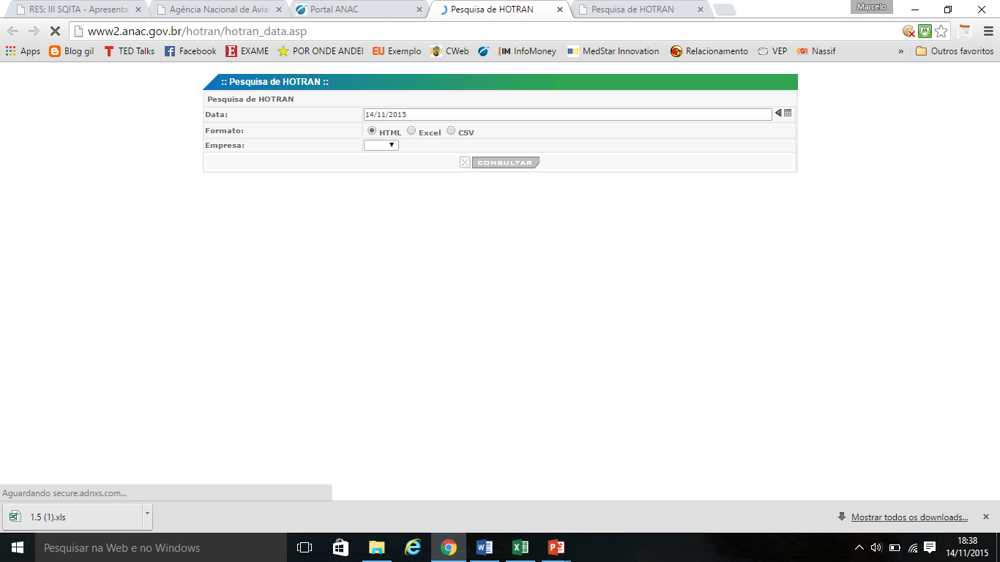 Marcelo
RES: III SQITA - Apresenta
Agência Nacional de Avia
Portal ANAC
Pesquisa de HOTRAN
Pesquisa de HOTRAN
www2.anac.gov.br/hotran/hotran_data.asp
Apps
Blog gil
TED Talks
Facebook
EXAME
POR ONDE ANDEI
EU Exemplo
CWeb
IM InfoMoney
MedStar Innovation
Relacionamento
VEP
Nassif
»
Outros favoritos
:: Pesquisa de HOTRAN ::
Pesquisa de HOTRAN
Data: 14/11/2015
Formato: HTML Excel CSV
Empresa:
X CONSULTAR
Aguardando secure.adnxs.com...
1.5 (1).xls
Mostrar todos os downloads...
Pesquisar na Web e no Windows
18:38
14/11/2015